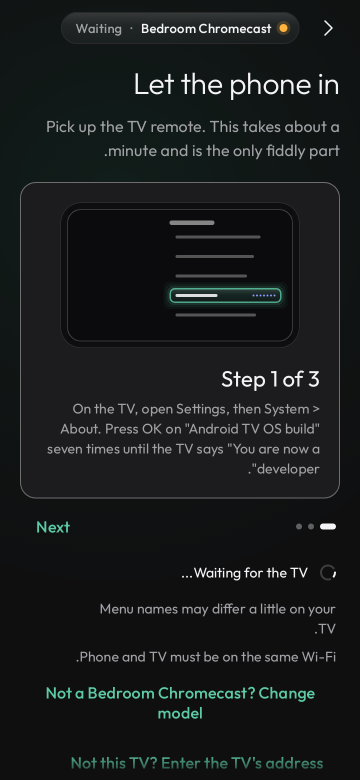 Waiting · Bedroom Chromecast
Let the phone in
Pick up the TV remote. This takes about a
.minute and is the only fiddly part
Step 1 of 3
On the TV, open Settings, then System >
About. Press OK on "Android TV OS build"
seven times until the TV says "You are now a
."developer
Next
...Waiting for the TV
Menu names may differ a little on your
.TV
.Phone and TV must be on the same Wi-Fi
Not a Bedroom Chromecast? Change
model
Not this TV? Enter the TV's address